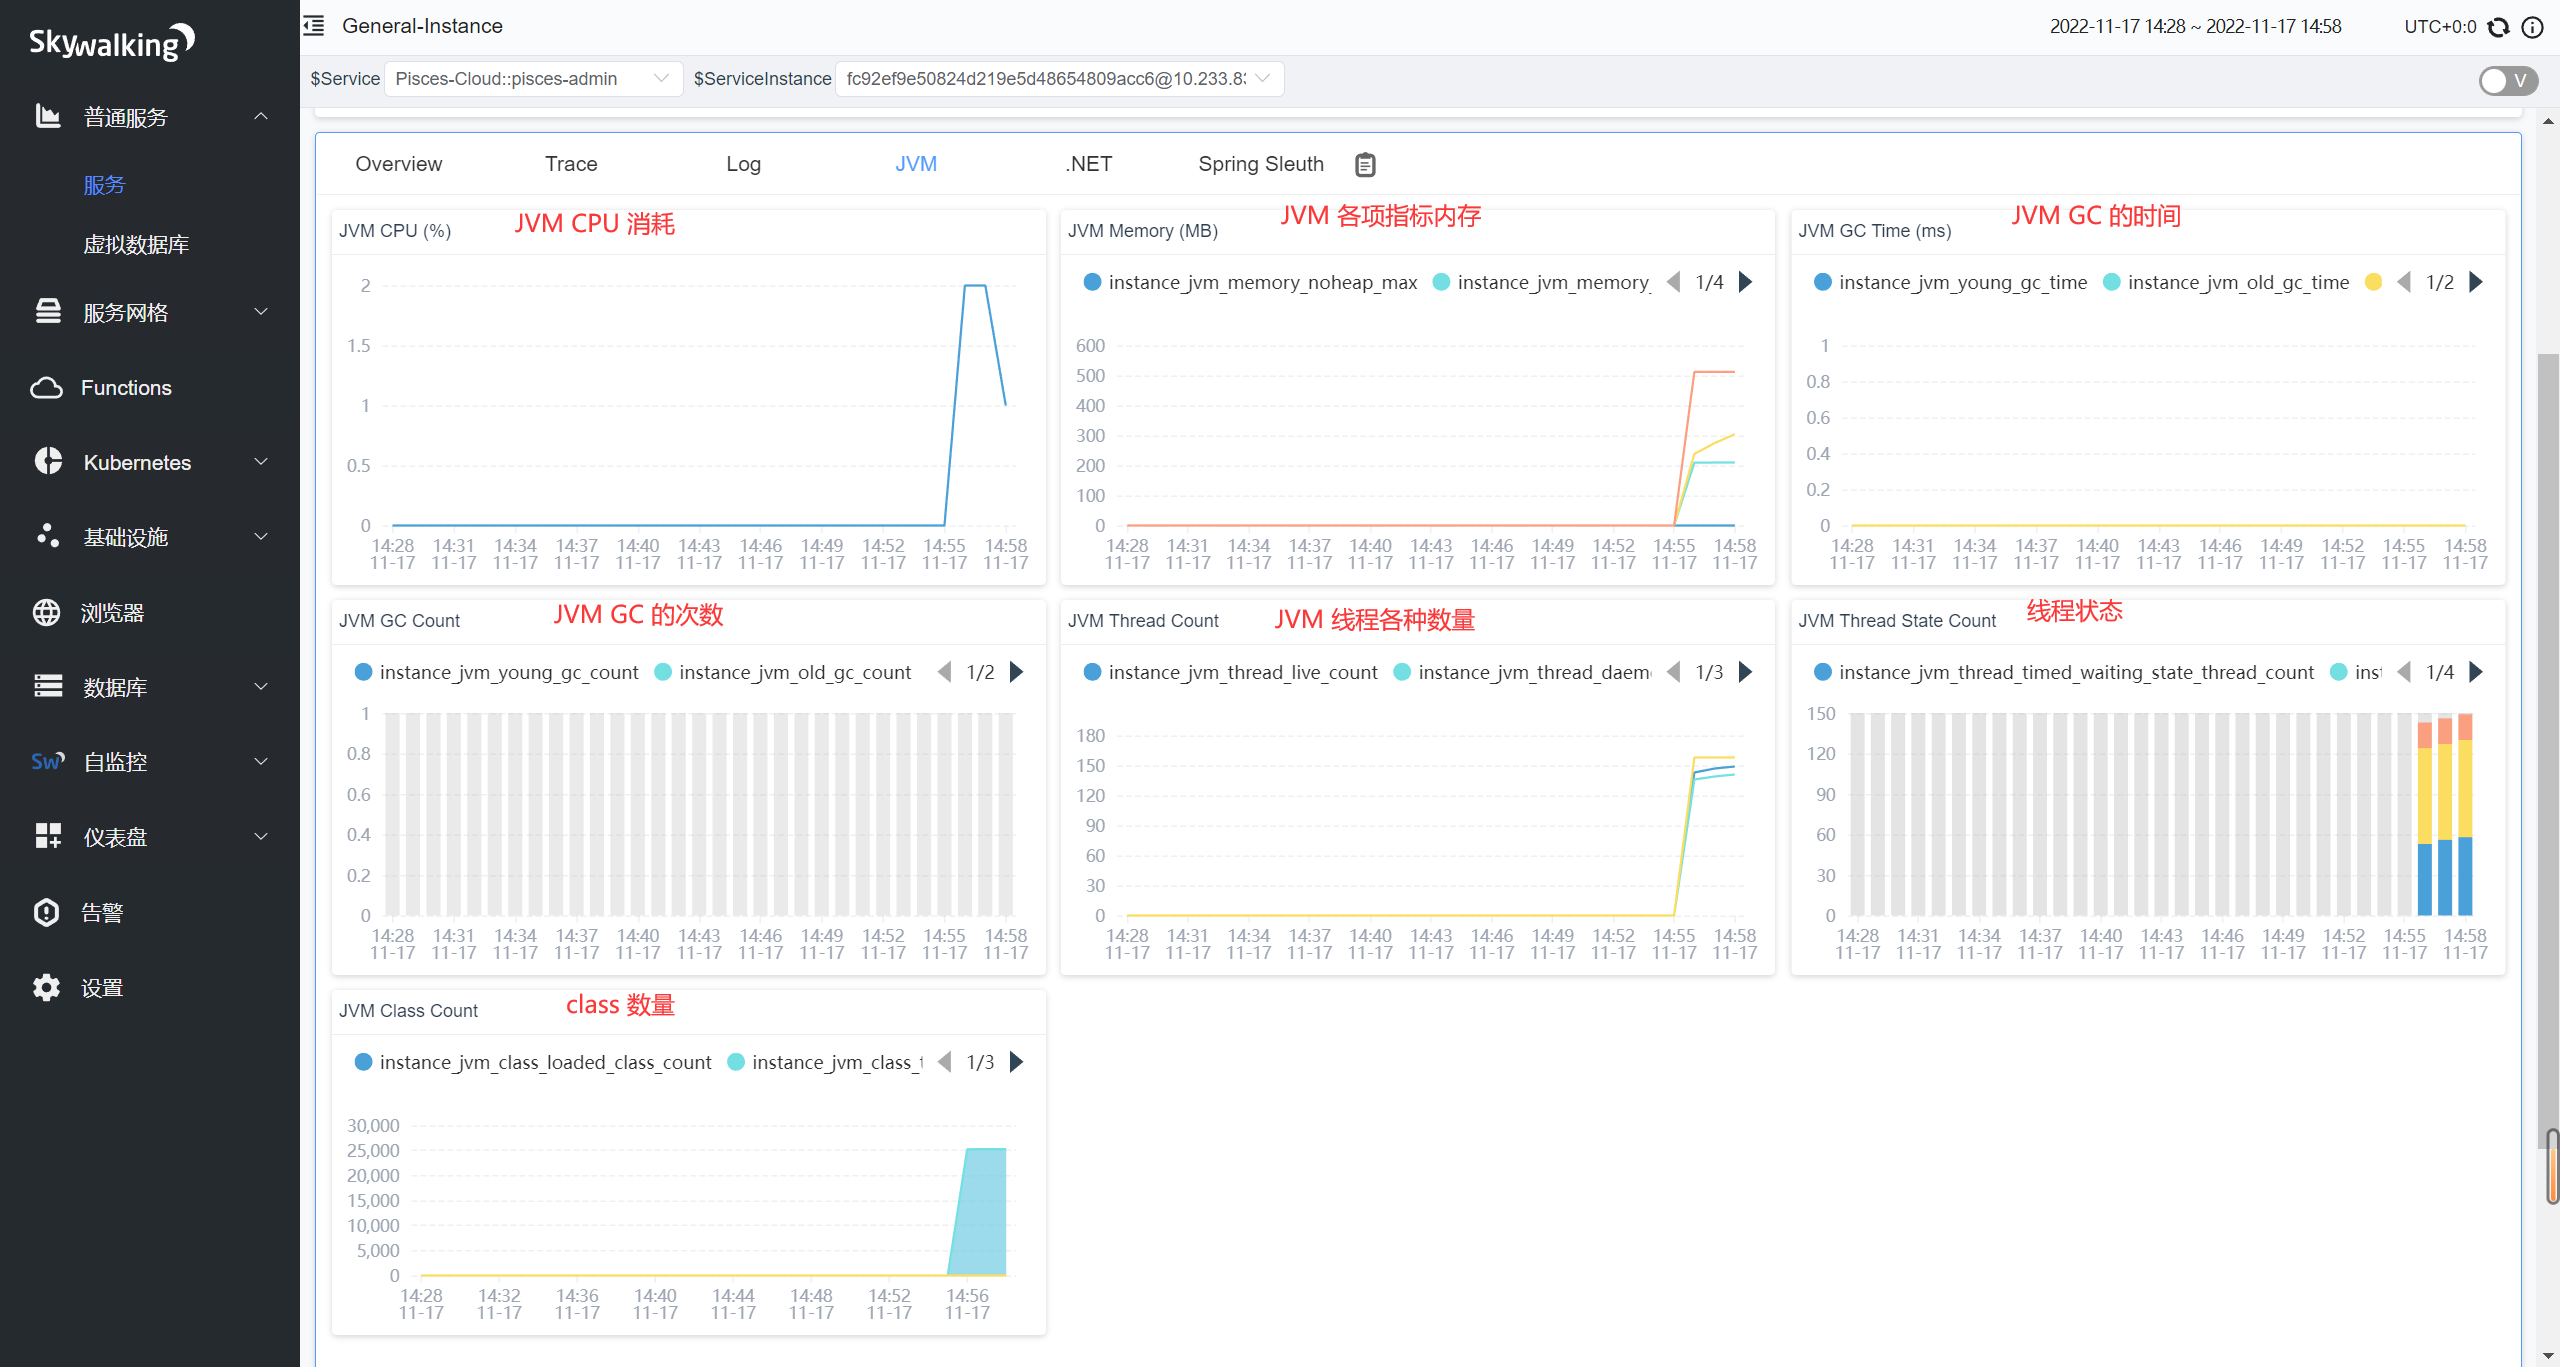 Skywalking
普通服务
服务
虚拟数据库
服务网格
Functions
Kubernetes
基础设施
浏览器
数据库
Sw 自监控
仪表盘
告警
设置
General-Instance
2022-11-17 14:28 ~ 2022-11-17 14:58
UTC+0:0
$Service Pisces-Cloud::pisces-admin $ServiceInstance fc92ef9e50824d219e5d48654809acc6@10.233.8
V
Overview Trace Log JVM .NET Spring Sleuth
JVM CPU (%) JVM CPU 消耗
2
1.5
1
0.5
0
14:28 14:31 14:34 14:37 14:40 14:43 14:46 14:49 14:52 14:55 14:58
11-17 11-17 11-17 11-17 11-17 11-17 11-17 11-17 11-17 11-17 11-17
JVM Memory (MB) JVM 各项指标内存
instance_jvm_memory_noheap_max instance_jvm_memory_ 1/4
600
500
400
300
200
100
0
14:28 14:31 14:34 14:37 14:40 14:43 14:46 14:49 14:52 14:55 14:58
11-17 11-17 11-17 11-17 11-17 11-17 11-17 11-17 11-17 11-17 11-17
JVM GC Time (ms) JVM GC 的时间
instance_jvm_young_gc_time instance_jvm_old_gc_time 1/2
1
0.8
0.6
0.4
0.2
0
14:28 14:31 14:34 14:37 14:40 14:43 14:46 14:49 14:52 14:55 14:58
11-17 11-17 11-17 11-17 11-17 11-17 11-17 11-17 11-17 11-17 11-17
JVM GC Count JVM GC 的次数
instance_jvm_young_gc_count instance_jvm_old_gc_count 1/2
1
0.8
0.6
0.4
0.2
0
14:28 14:31 14:34 14:37 14:40 14:43 14:46 14:49 14:52 14:55 14:58
11-17 11-17 11-17 11-17 11-17 11-17 11-17 11-17 11-17 11-17 11-17
JVM Thread Count JVM 线程各种数量
instance_jvm_thread_live_count instance_jvm_thread_daem 1/3
180
150
120
90
60
30
0
14:28 14:31 14:34 14:37 14:40 14:43 14:46 14:49 14:52 14:55 14:58
11-17 11-17 11-17 11-17 11-17 11-17 11-17 11-17 11-17 11-17 11-17
JVM Thread State Count 线程状态
instance_jvm_thread_timed_waiting_state_thread_count inst 1/4
150
120
90
60
30
0
14:28 14:31 14:34 14:37 14:40 14:43 14:46 14:49 14:52 14:55 14:58
11-17 11-17 11-17 11-17 11-17 11-17 11-17 11-17 11-17 11-17 11-17
JVM Class Count class 数量
instance_jvm_class_loaded_class_count instance_jvm_class_t 1/3
30,000
25,000
20,000
15,000
10,000
5,000
0
14:28 14:32 14:36 14:40 14:44 14:48 14:52 14:56
11-17 11-17 11-17 11-17 11-17 11-17 11-17 11-17